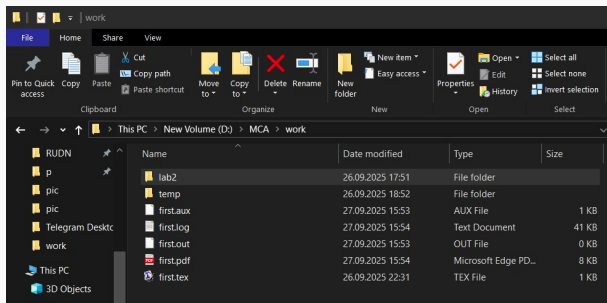 work
File Home Share View
Pin to Quick access
Copy
Paste
Cut
Copy path
Paste shortcut
Clipboard
Move to
Copy to
Delete
Rename
Organize
New folder
New item
Easy access
New
Properties
Open
Edit
History
Open
Select all
Select none
Invert selection
Select
This PC > New Volume (D:) > MCA > work
RUDN
p
pic
pic
Telegram Desktc
work
This PC
3D Objects
Name Date modified Type Size
lab2 26.09.2025 17:51 File folder
temp 26.09.2025 18:52 File folder
first.aux 27.09.2025 15:53 AUX File 1 KB
first.log 27.09.2025 15:54 Text Document 41 KB
first.out 27.09.2025 15:53 OUT File 0 KB
first.pdf 27.09.2025 15:54 Microsoft Edge PD... 8 KB
first.tex 26.09.2025 22:31 TEX File 1 KB